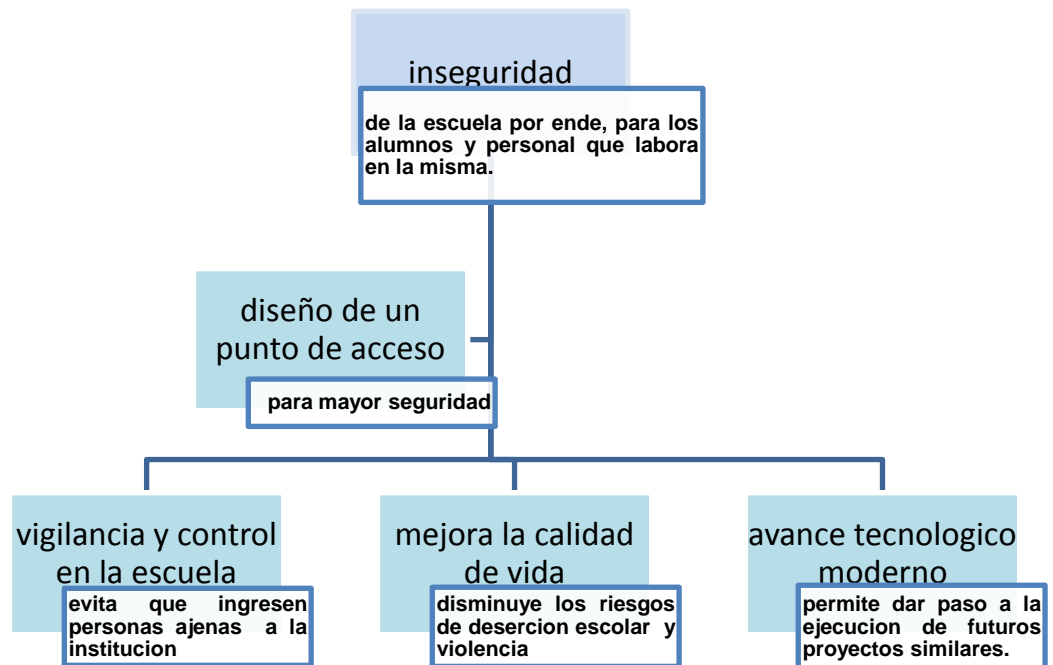 inseguridad
de la escuela por ende, para los
alumnos y personal que labora
en la misma.
diseño de un
punto de acceso
para mayor seguridad
vigilancia y control
en la escuela
evita que ingresen
personas ajenas a la
institucion
mejora la calidad
de vida
disminuye los riesgos
de desercion escolar y
violencia
avance tecnologico
moderno
permite dar paso a la
ejecucion de futuros
proyectos similares.